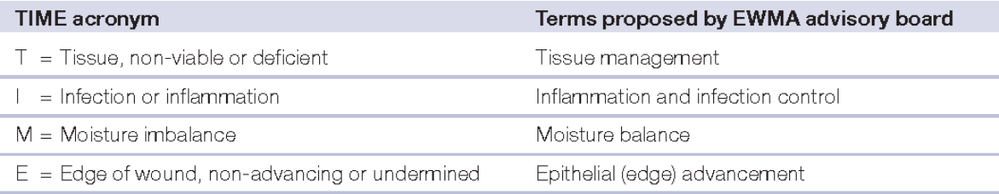 TIME acronym Terms proposed by EWMA advisory board
T = Tissue, non-viable or deficient Tissue management
I = Infection or inflammation Inflammation and infection control
M = Moisture imbalance Moisture balance
E = Edge of wound, non-advancing or undermined Epithelial (edge) advancement